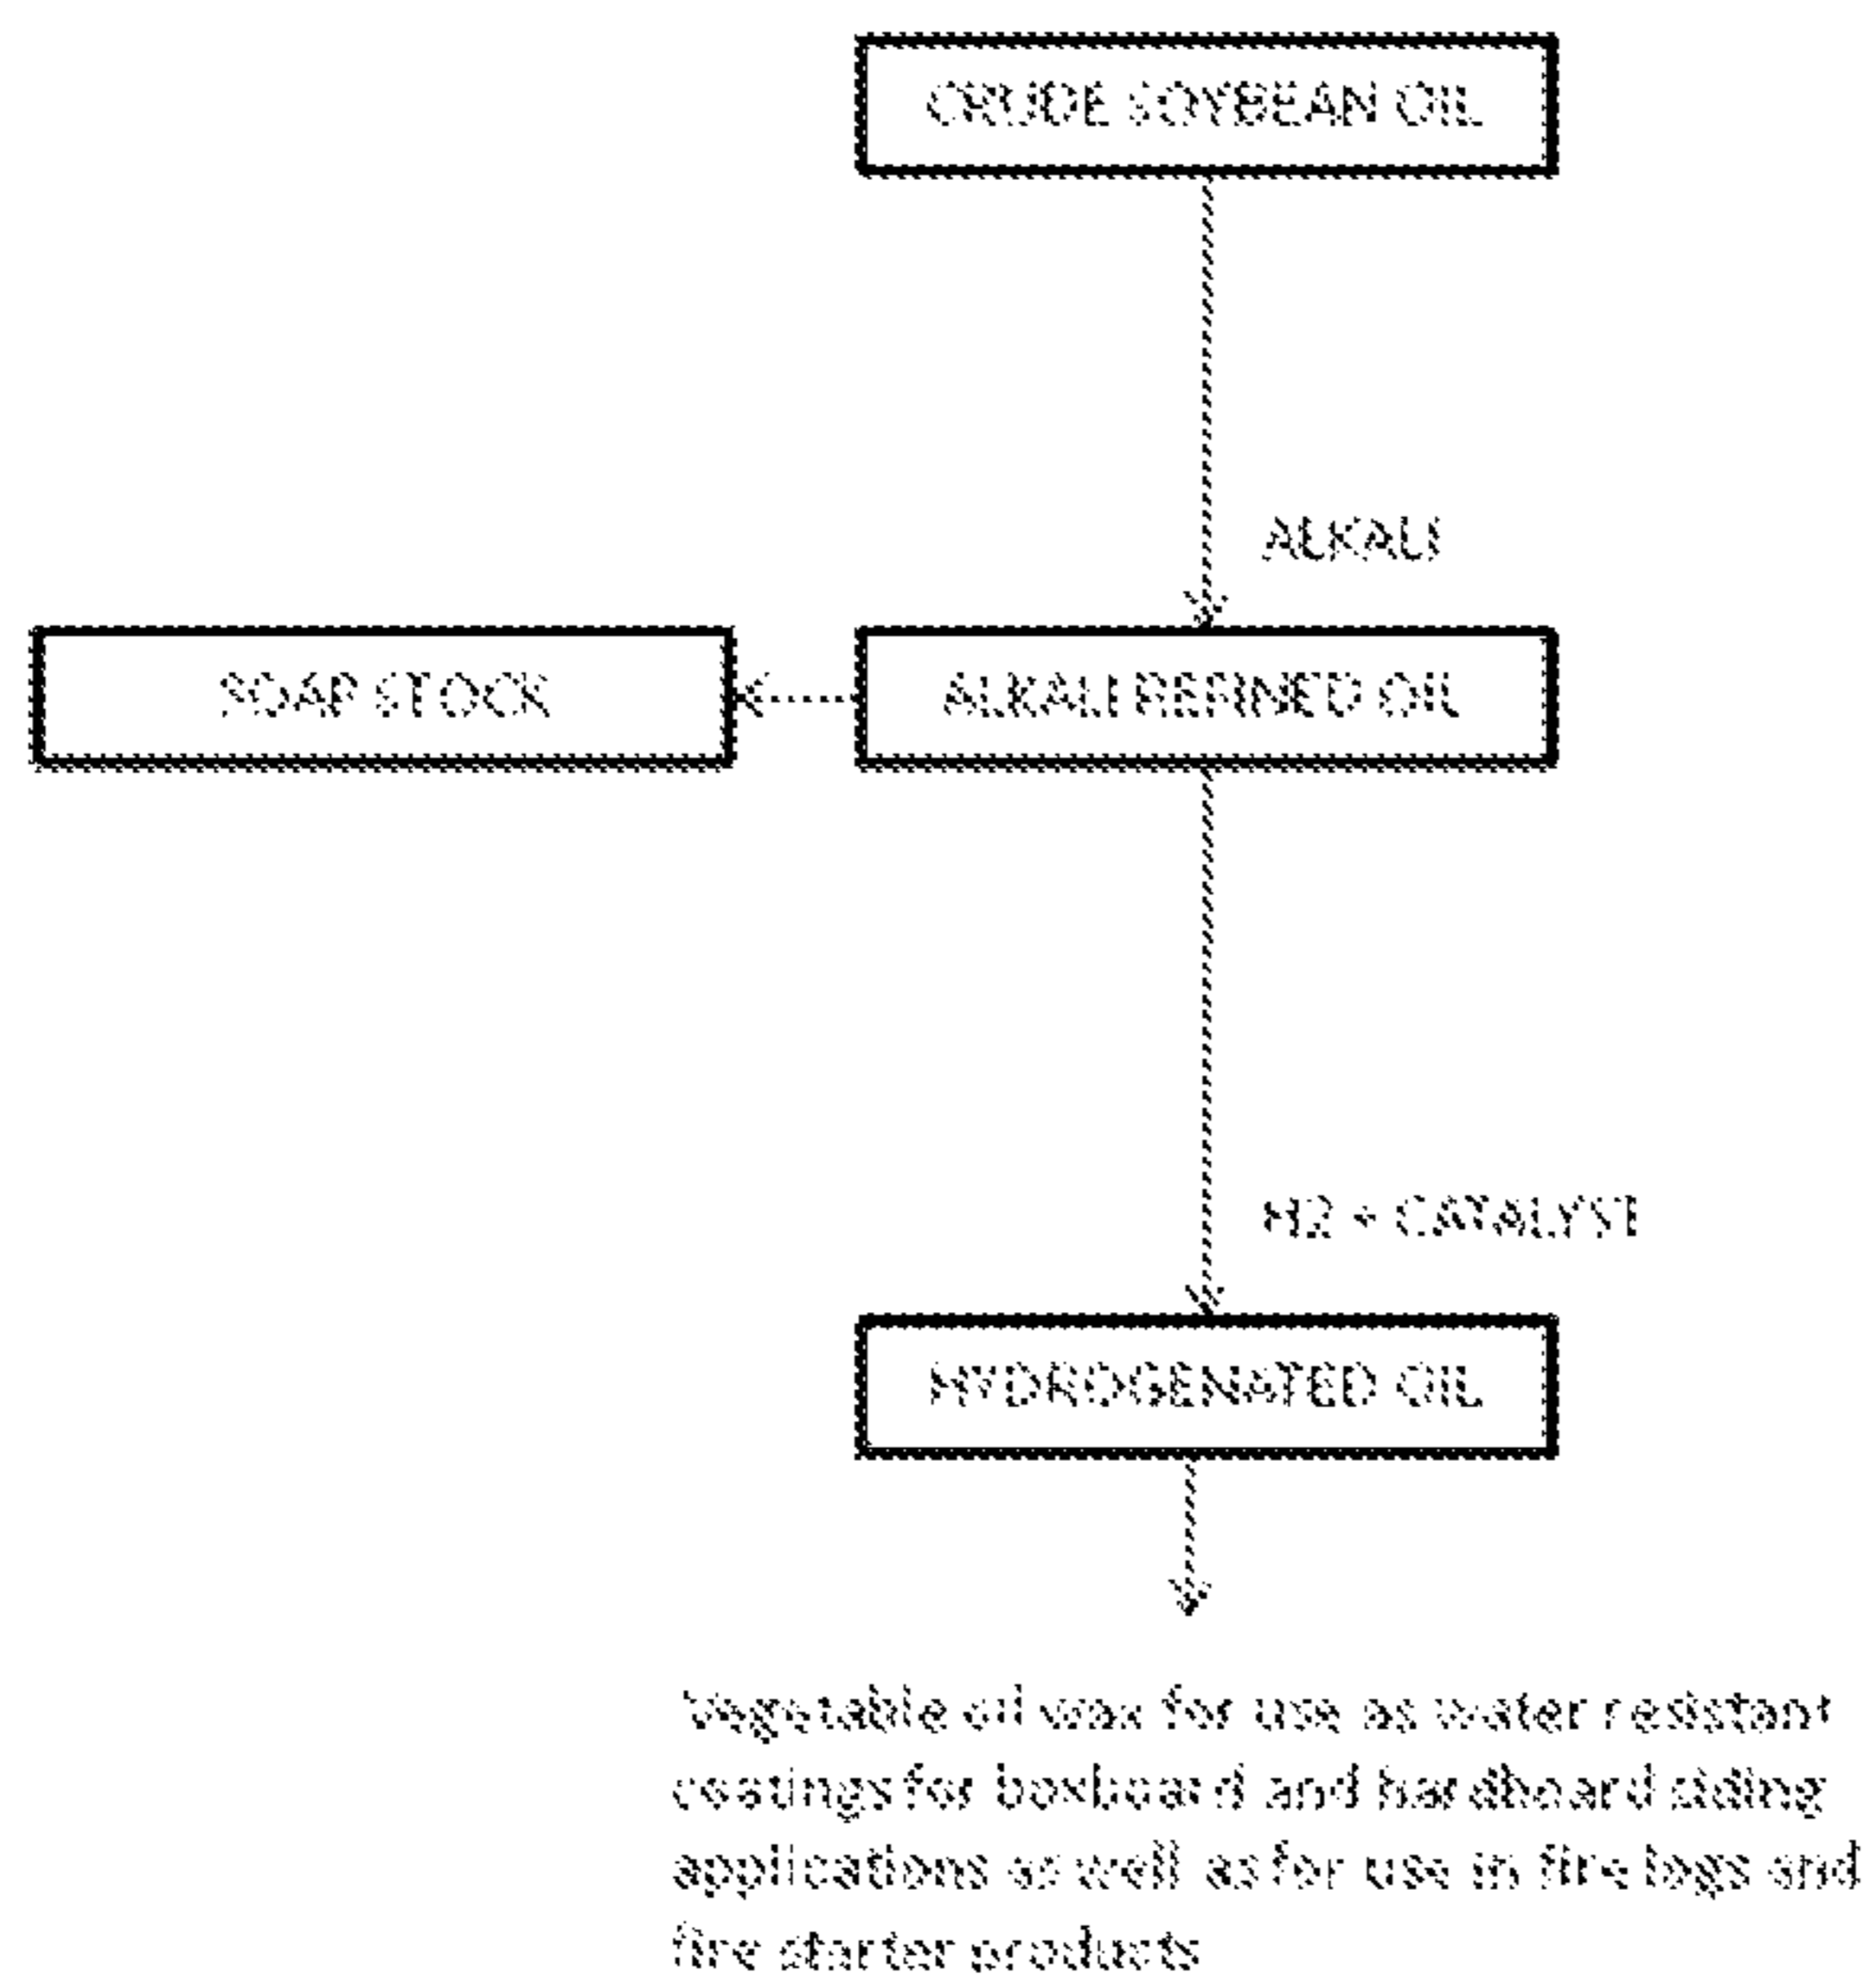 CRUDE SOYBEAN OIL
ALKALI
SOAP STOCK
ALKALI REFINED OIL
H2 + CATALYST
HYDROGENATED OIL
Vegetable oil wax for use as water resistant
coatings for boxboard and hardboard siding
applications as well as for use in fire logs and
fire starter products